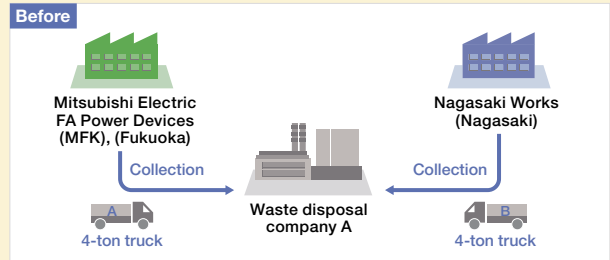 Before
Mitsubishi Electric
FA Power Devices
(MFK), (Fukuoka)
Nagasaki Works
(Nagasaki)
Collection
Collection
Waste disposal
company A
A
4-ton truck
B
4-ton truck